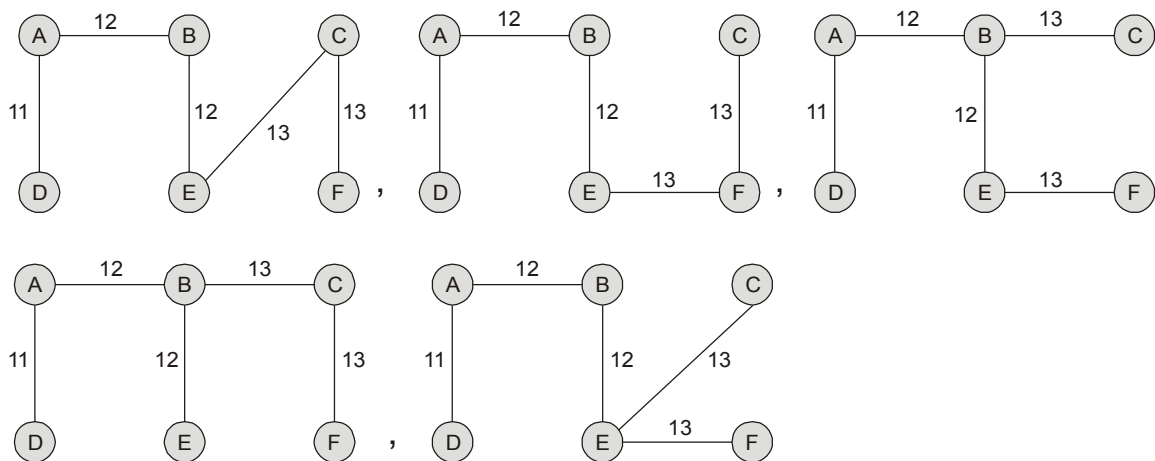 12 12 12 13
A B C A B C A B C
11 12 13 13 11 12 13 11 12
13 13
D E F , D E F , D E F
12 13 12
A B C A B C
11 12 13 11 12 13
13
D E F , D E F